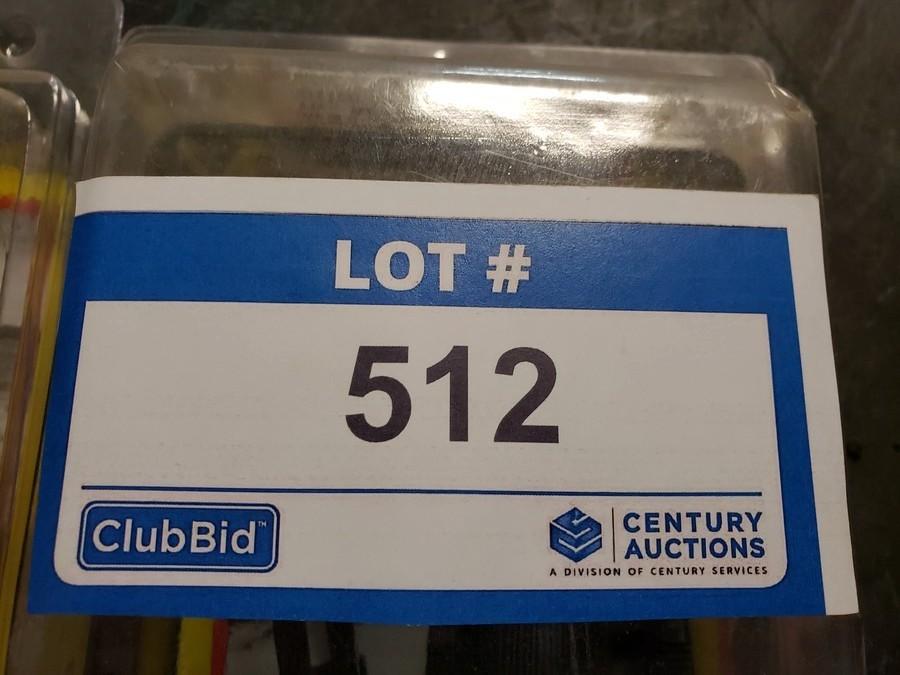 LOT #
512
ClubBid™
CENTURY
AUCTIONS
A DIVISION OF CENTURY SERVICES